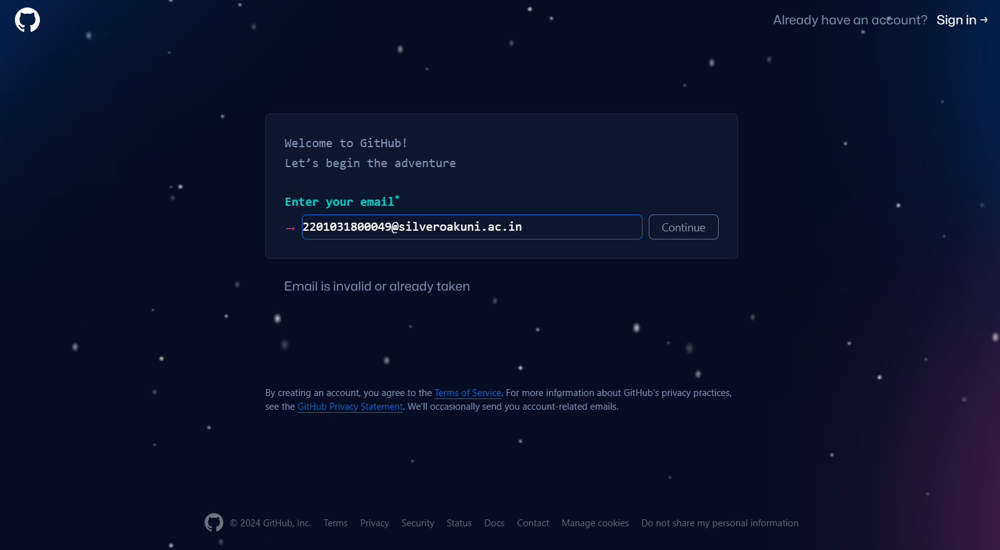 Already have an account? Sign in →
Welcome to GitHub!
Let’s begin the adventure
Enter your email*
→ 2201031800049@silveroakuni.ac.in Continue
Email is invalid or already taken
By creating an account, you agree to the Terms of Service. For more information about GitHub's privacy practices,
see the GitHub Privacy Statement. We'll occasionally send you account-related emails.
© 2024 GitHub, Inc. Terms Privacy Security Status Docs Contact Manage cookies Do not share my personal information